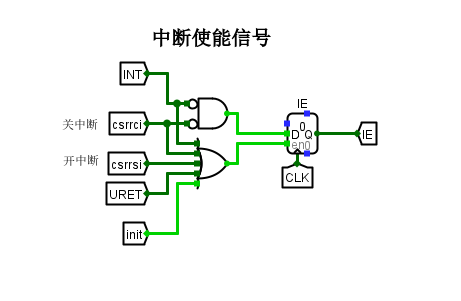 中断使能信号
INT
IE
关中断
csrrci
D
0
Q
IE
开中断
csrrsi
en0
CLK
URET
init